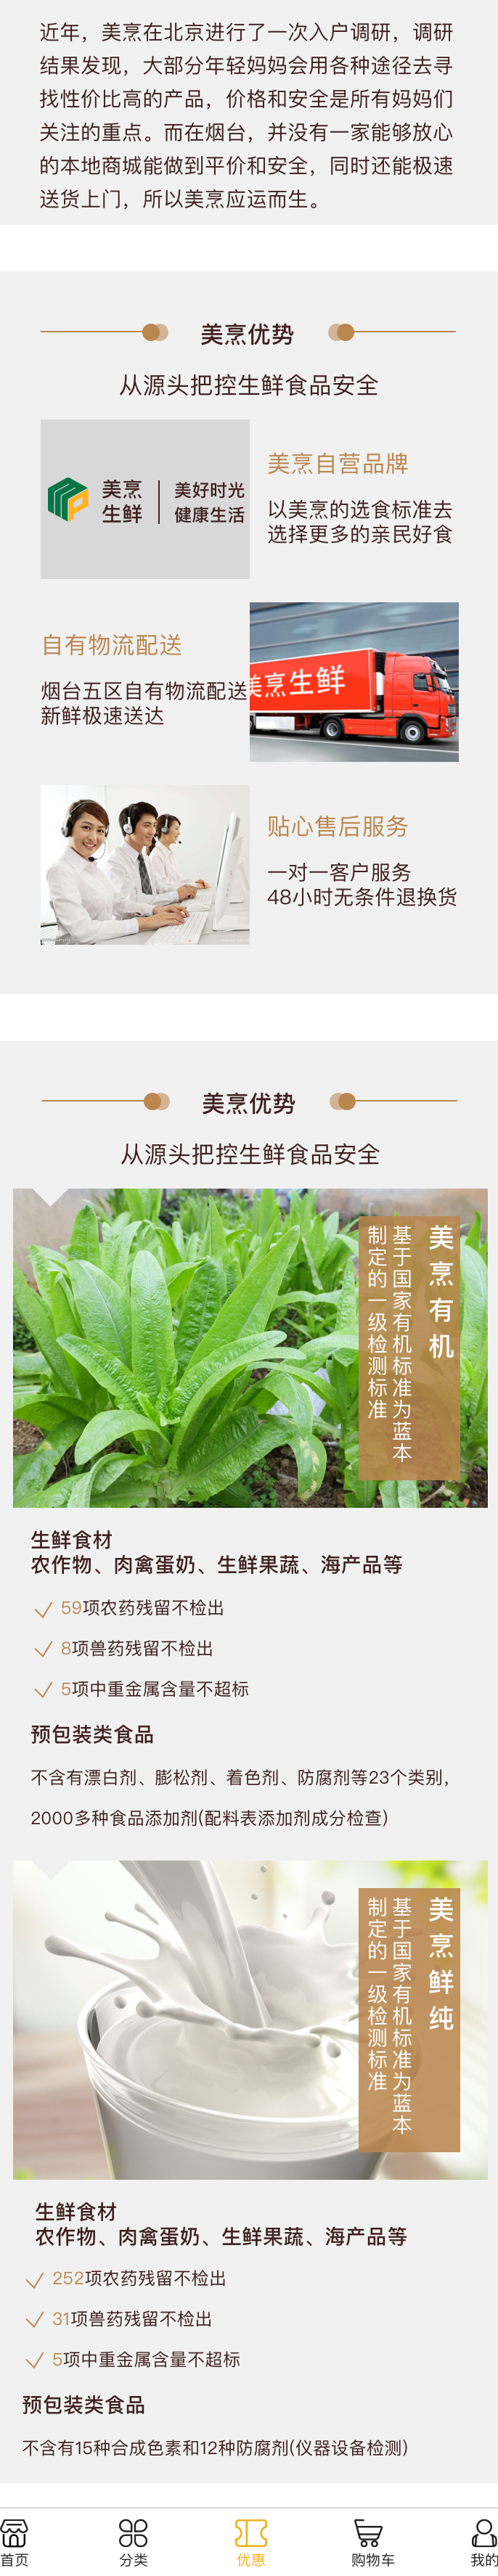 近年，美烹在北京进行了一次入户调研，调研
结果发现，大部分年轻妈妈会用各种途径去寻
找性价比高的产品，价格和安全是所有妈妈们
关注的重点。而在烟台，并没有一家能够放心
的本地商城能做到平价和安全，同时还能极速
送货上门，所以美烹应运而生。
美烹优势
从源头把控生鲜食品安全
美烹
生鲜
美好时光
健康生活
美烹自营品牌
以美烹的选食标准去
选择更多的亲民好食
自有物流配送
烟台五区自有物流配送
新鲜极速送达
美烹生鲜
贴心售后服务
一对一客户服务
48小时无条件退换货
美烹优势
从源头把控生鲜食品安全
美烹有机
基于国家有机标准为蓝本
制定的一级检测标准
生鲜食材
农作物、肉禽蛋奶、生鲜果蔬、海产品等
59项农药残留不检出
8项兽药残留不检出
5项中重金属含量不超标
预包装类食品
不含有漂白剂、膨松剂、着色剂、防腐剂等23个类别，
2000多种食品添加剂(配料表添加剂成分检查)
美烹鲜纯
基于国家有机标准为蓝本
制定的一级检测标准
生鲜食材
农作物、肉禽蛋奶、生鲜果蔬、海产品等
252项农药残留不检出
31项兽药残留不检出
5项中重金属含量不超标
预包装类食品
不含有15种合成色素和12种防腐剂(仪器设备检测)
首页
分类
优惠
购物车
我的